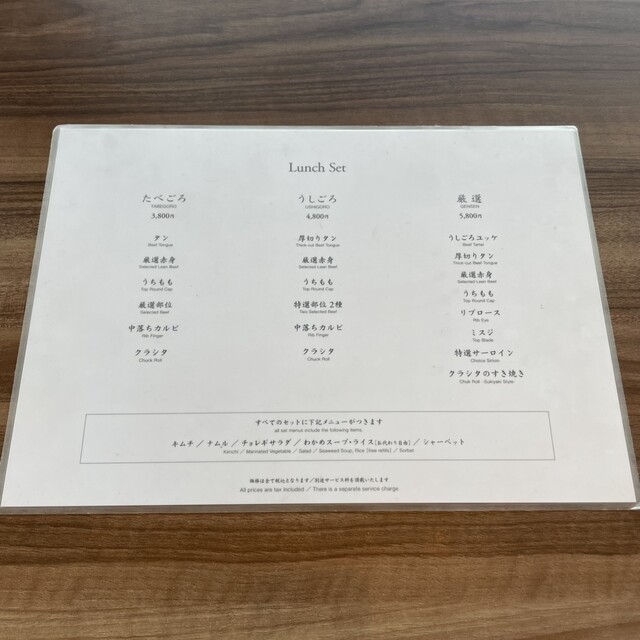 Lunch Set
たべごろ
TABEGORO
3,800円
タン
Beef Tongue
厳選赤身
Selected Lean Beef
うちもも
Top Round Cap
厳選部位
Selected Beef
中落ちカルビ
Rib Finger
クラシタ
Chuck Roll
うしごろ
USHIGORO
4,800円
厚切りタン
Thick-cut Beef Tongue
厳選赤身
Selected Lean Beef
うちもも
Top Round Cap
特選部位2種
Two Selected Beef
中落ちカルビ
Rib Finger
クラシタ
Chuck Roll
厳選
GENSEN
5,800円
うしごろユッケ
Beef Tartar
厚切りタン
Thick-cut Beef Tongue
厳選赤身
Selected Lean Beef
うちもも
Top Round Cap
リブロース
Rib Eye
ミスジ
Top Blade
特選サーロイン
Choice Sirloin
クラシタのすき焼き
Chuk Roll -Sukiyaki Style-
すべてのセットに下記メニューがつきます
all set menus include the following items.
キムチ／ナムル／チョレギサラダ／わかめスープ・ライス[お代わり自由]／シャーベット
Kimchi／Marinated Vegetable／Salad／Seaweed Soup, Rice [free refills]／Sorbet
価格は全て税込となります／別途サービス料を頂戴いたします
All prices are tax included／There is a separate service charge